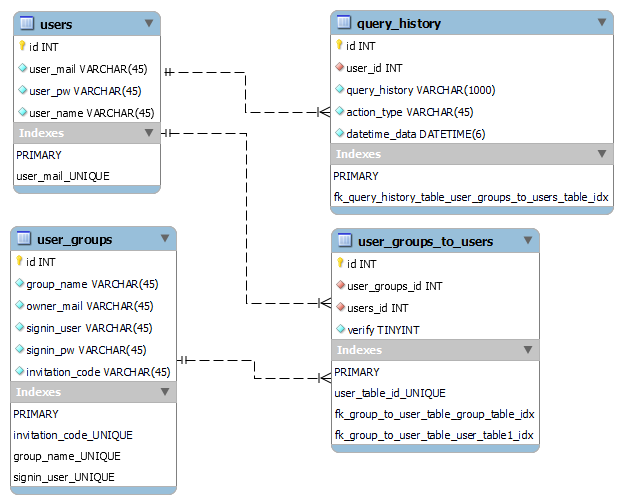 users
id INT
user_mail VARCHAR(45)
user_pw VARCHAR(45)
user_name VARCHAR(45)
Indexes
PRIMARY
user_mail_UNIQUE
query_history
id INT
user_id INT
query_history VARCHAR(1000)
action_type VARCHAR(45)
datetime_data DATETIME(6)
Indexes
PRIMARY
fk_query_history_table_user_groups_to_users_table_idx
user_groups
id INT
group_name VARCHAR(45)
owner_mail VARCHAR(45)
signin_user VARCHAR(45)
signin_pw VARCHAR(45)
invitation_code VARCHAR(45)
Indexes
PRIMARY
invitation_code_UNIQUE
group_name_UNIQUE
signin_user_UNIQUE
user_groups_to_users
id INT
user_groups_id INT
users_id INT
verify TINYINT
Indexes
PRIMARY
user_table_id_UNIQUE
fk_group_to_user_table_group_table_idx
fk_group_to_user_table_user_table1_idx